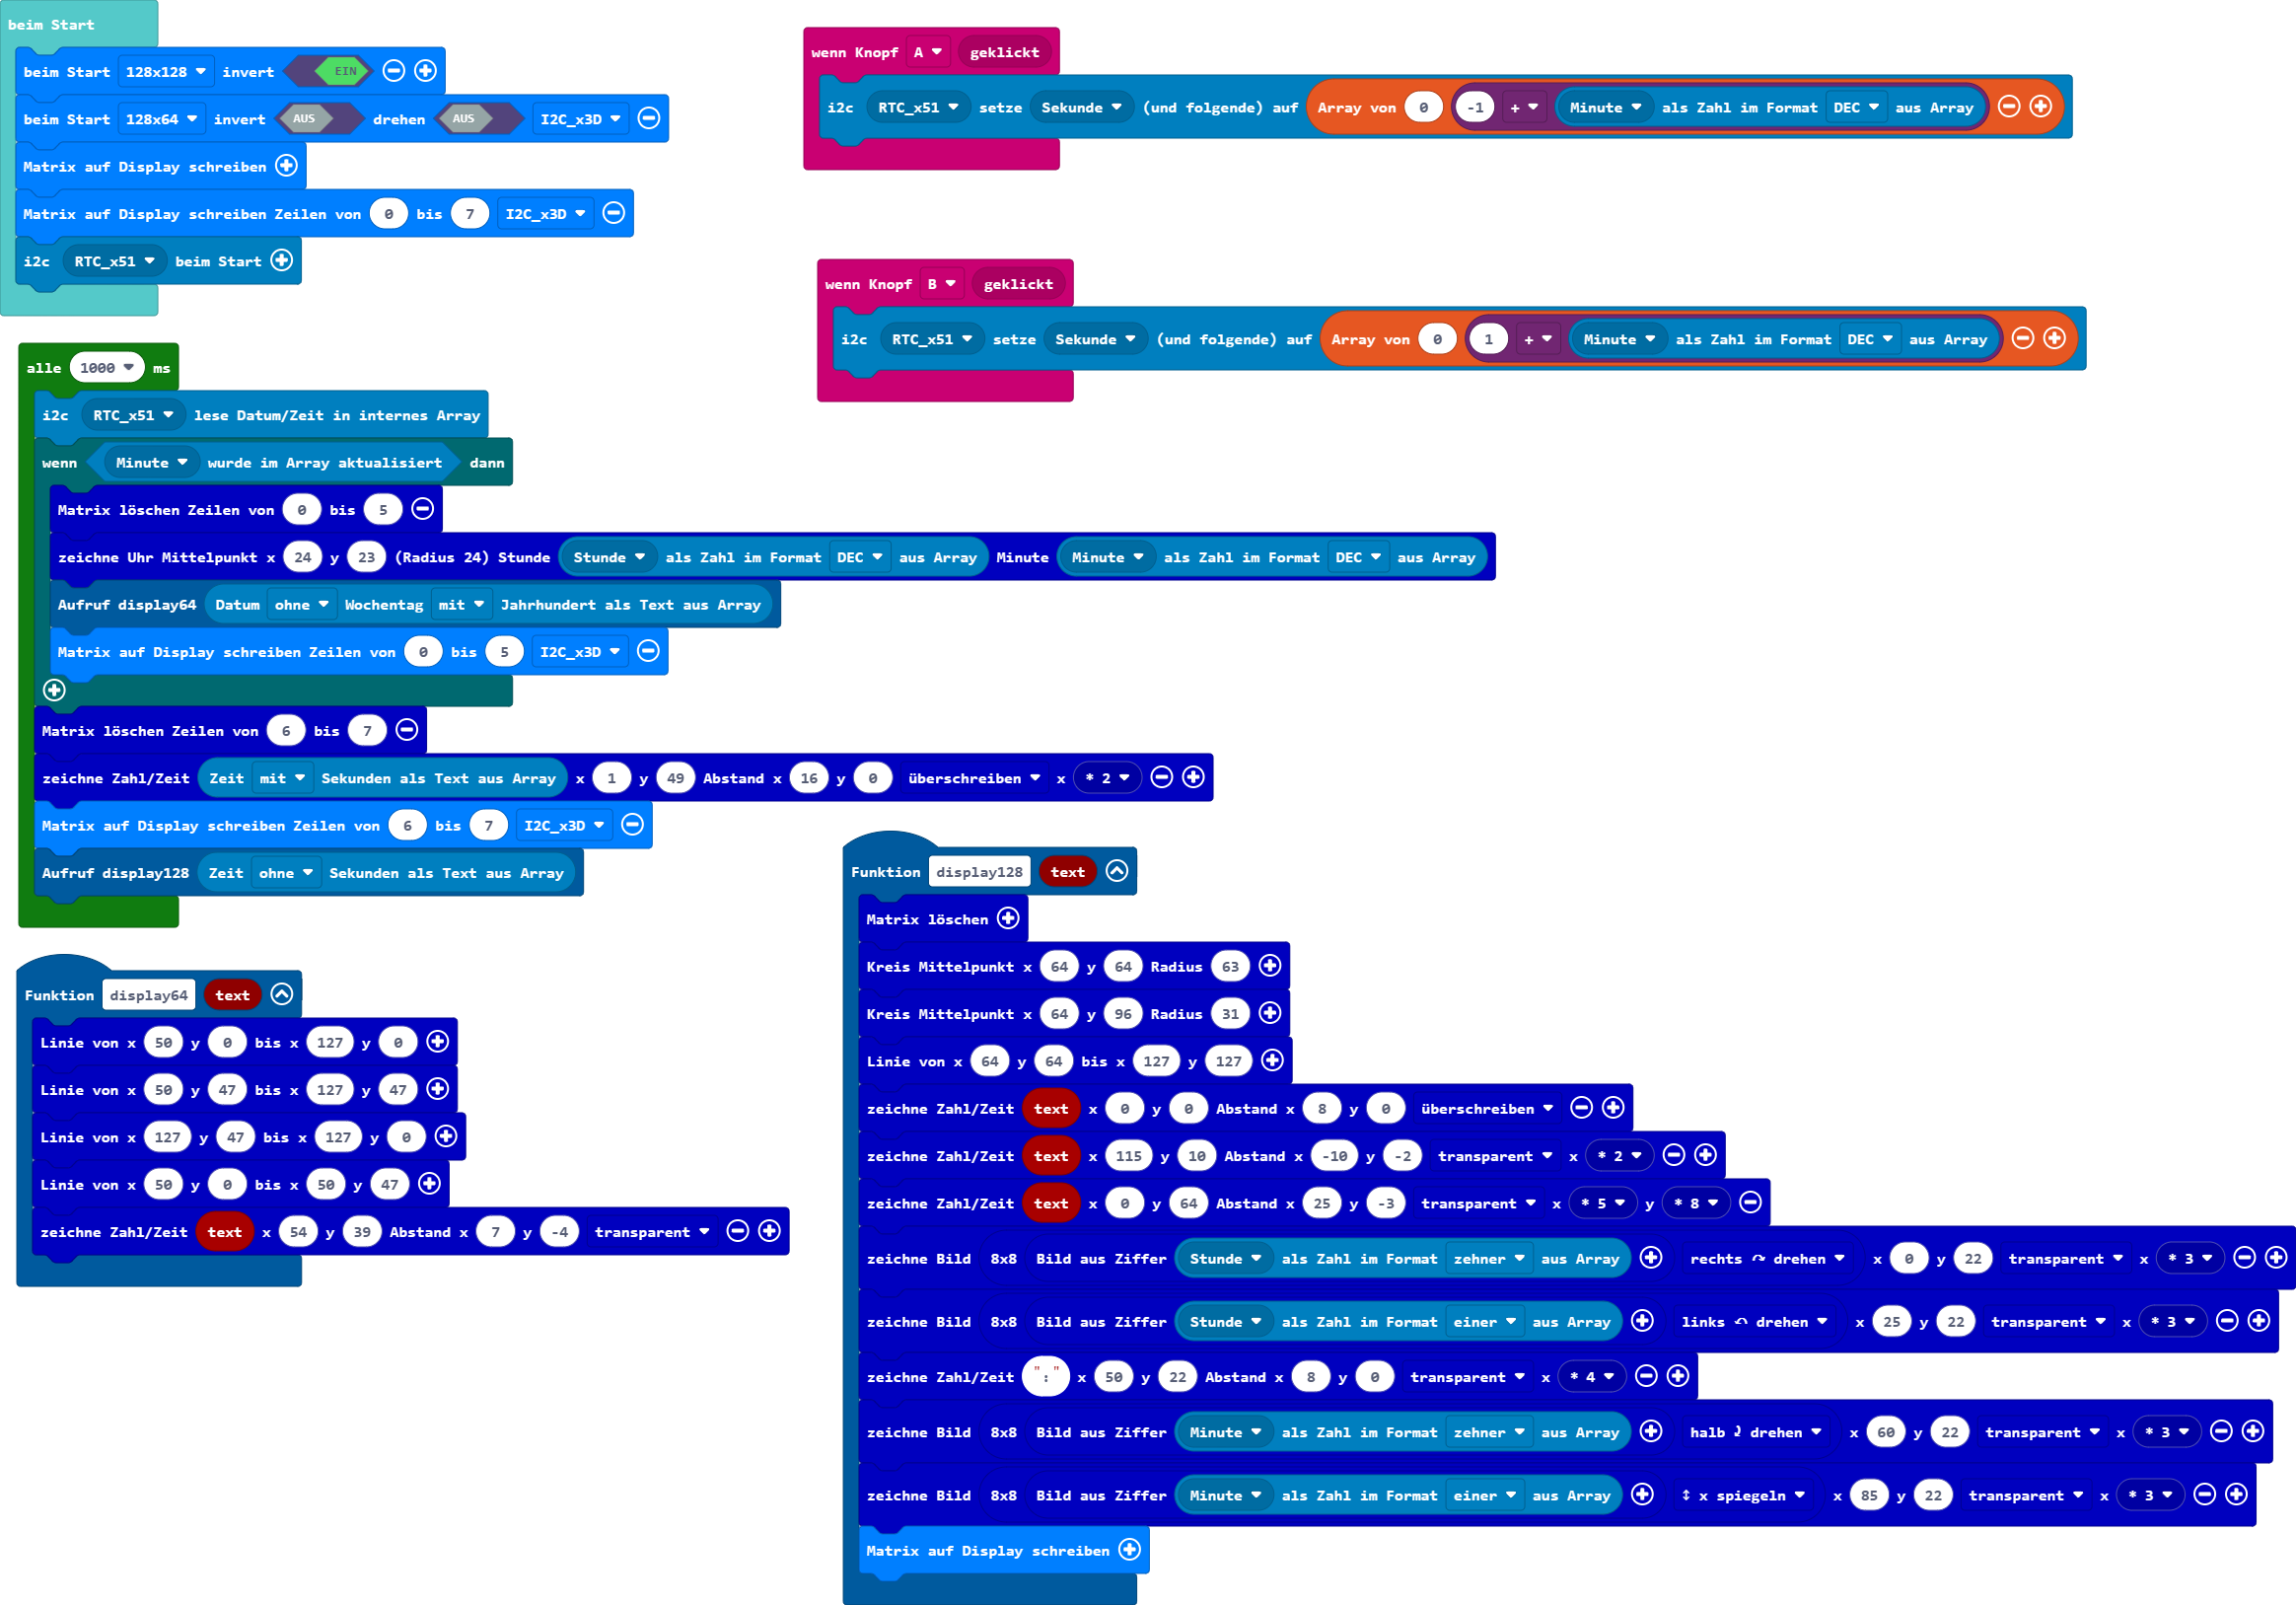 beim Start
beim Start 128x128 invert EIN
beim Start 128x64 invert AUS drehen AUS I2C_x3D
Matrix auf Display schreiben
Matrix auf Display schreiben Zeilen von 0 bis 7 I2C_x3D
i2c RTC_x51 beim Start
wenn Knopf A geklickt
i2c RTC_x51 setze Sekunde (und folgende) auf Array von 0 -1 + Minute als Zahl im Format DEC aus Array
wenn Knopf B geklickt
i2c RTC_x51 setze Sekunde (und folgende) auf Array von 0 1 + Minute als Zahl im Format DEC aus Array
alle 1000 ms
i2c RTC_x51 lese Datum/Zeit in internes Array
wenn Minute wurde im Array aktualisiert dann
Matrix löschen Zeilen von 0 bis 5
zeichne Uhr Mittelpunkt x 24 y 23 (Radius 24) Stunde Stunde als Zahl im Format DEC aus Array Minute Minute als Zahl im Format DEC aus Array
Aufruf display64 Datum ohne Wochentag mit Jahrhundert als Text aus Array
Matrix auf Display schreiben Zeilen von 0 bis 5 I2C_x3D
Matrix löschen Zeilen von 6 bis 7
zeichne Zahl/Zeit Zeit mit Sekunden als Text aus Array x 1 y 49 Abstand x 16 y 0 überschreiben x * 2
Matrix auf Display schreiben Zeilen von 6 bis 7 I2C_x3D
Aufruf display128 Zeit ohne Sekunden als Text aus Array
Funktion display64 text
Linie von x 50 y 0 bis x 127 y 0
Linie von x 50 y 47 bis x 127 y 47
Linie von x 127 y 47 bis x 127 y 0
Linie von x 50 y 0 bis x 50 y 47
zeichne Zahl/Zeit text x 54 y 39 Abstand x 7 y -4 transparent
Funktion display128 text
Matrix löschen
Kreis Mittelpunkt x 64 y 64 Radius 63
Kreis Mittelpunkt x 64 y 96 Radius 31
Linie von x 64 y 64 bis x 127 y 127
zeichne Zahl/Zeit text x 0 y 0 Abstand x 8 y 0 überschreiben
zeichne Zahl/Zeit text x 115 y 10 Abstand x -10 y -2 transparent x * 2
zeichne Zahl/Zeit text x 0 y 64 Abstand x 25 y -3 transparent x * 5 y * 8
zeichne Bild 8x8 Bild aus Ziffer Stunde als Zahl im Format zehner aus Array rechts ↷ drehen x 0 y 22 transparent x * 3
zeichne Bild 8x8 Bild aus Ziffer Stunde als Zahl im Format einer aus Array links ↶ drehen x 25 y 22 transparent x * 3
zeichne Zahl/Zeit ":" x 50 y 22 Abstand x 8 y 0 transparent x * 4
zeichne Bild 8x8 Bild aus Ziffer Minute als Zahl im Format zehner aus Array halb ⤸ drehen x 60 y 22 transparent x * 3
zeichne Bild 8x8 Bild aus Ziffer Minute als Zahl im Format einer aus Array ↕ x spiegeln x 85 y 22 transparent x * 3
Matrix auf Display schreiben